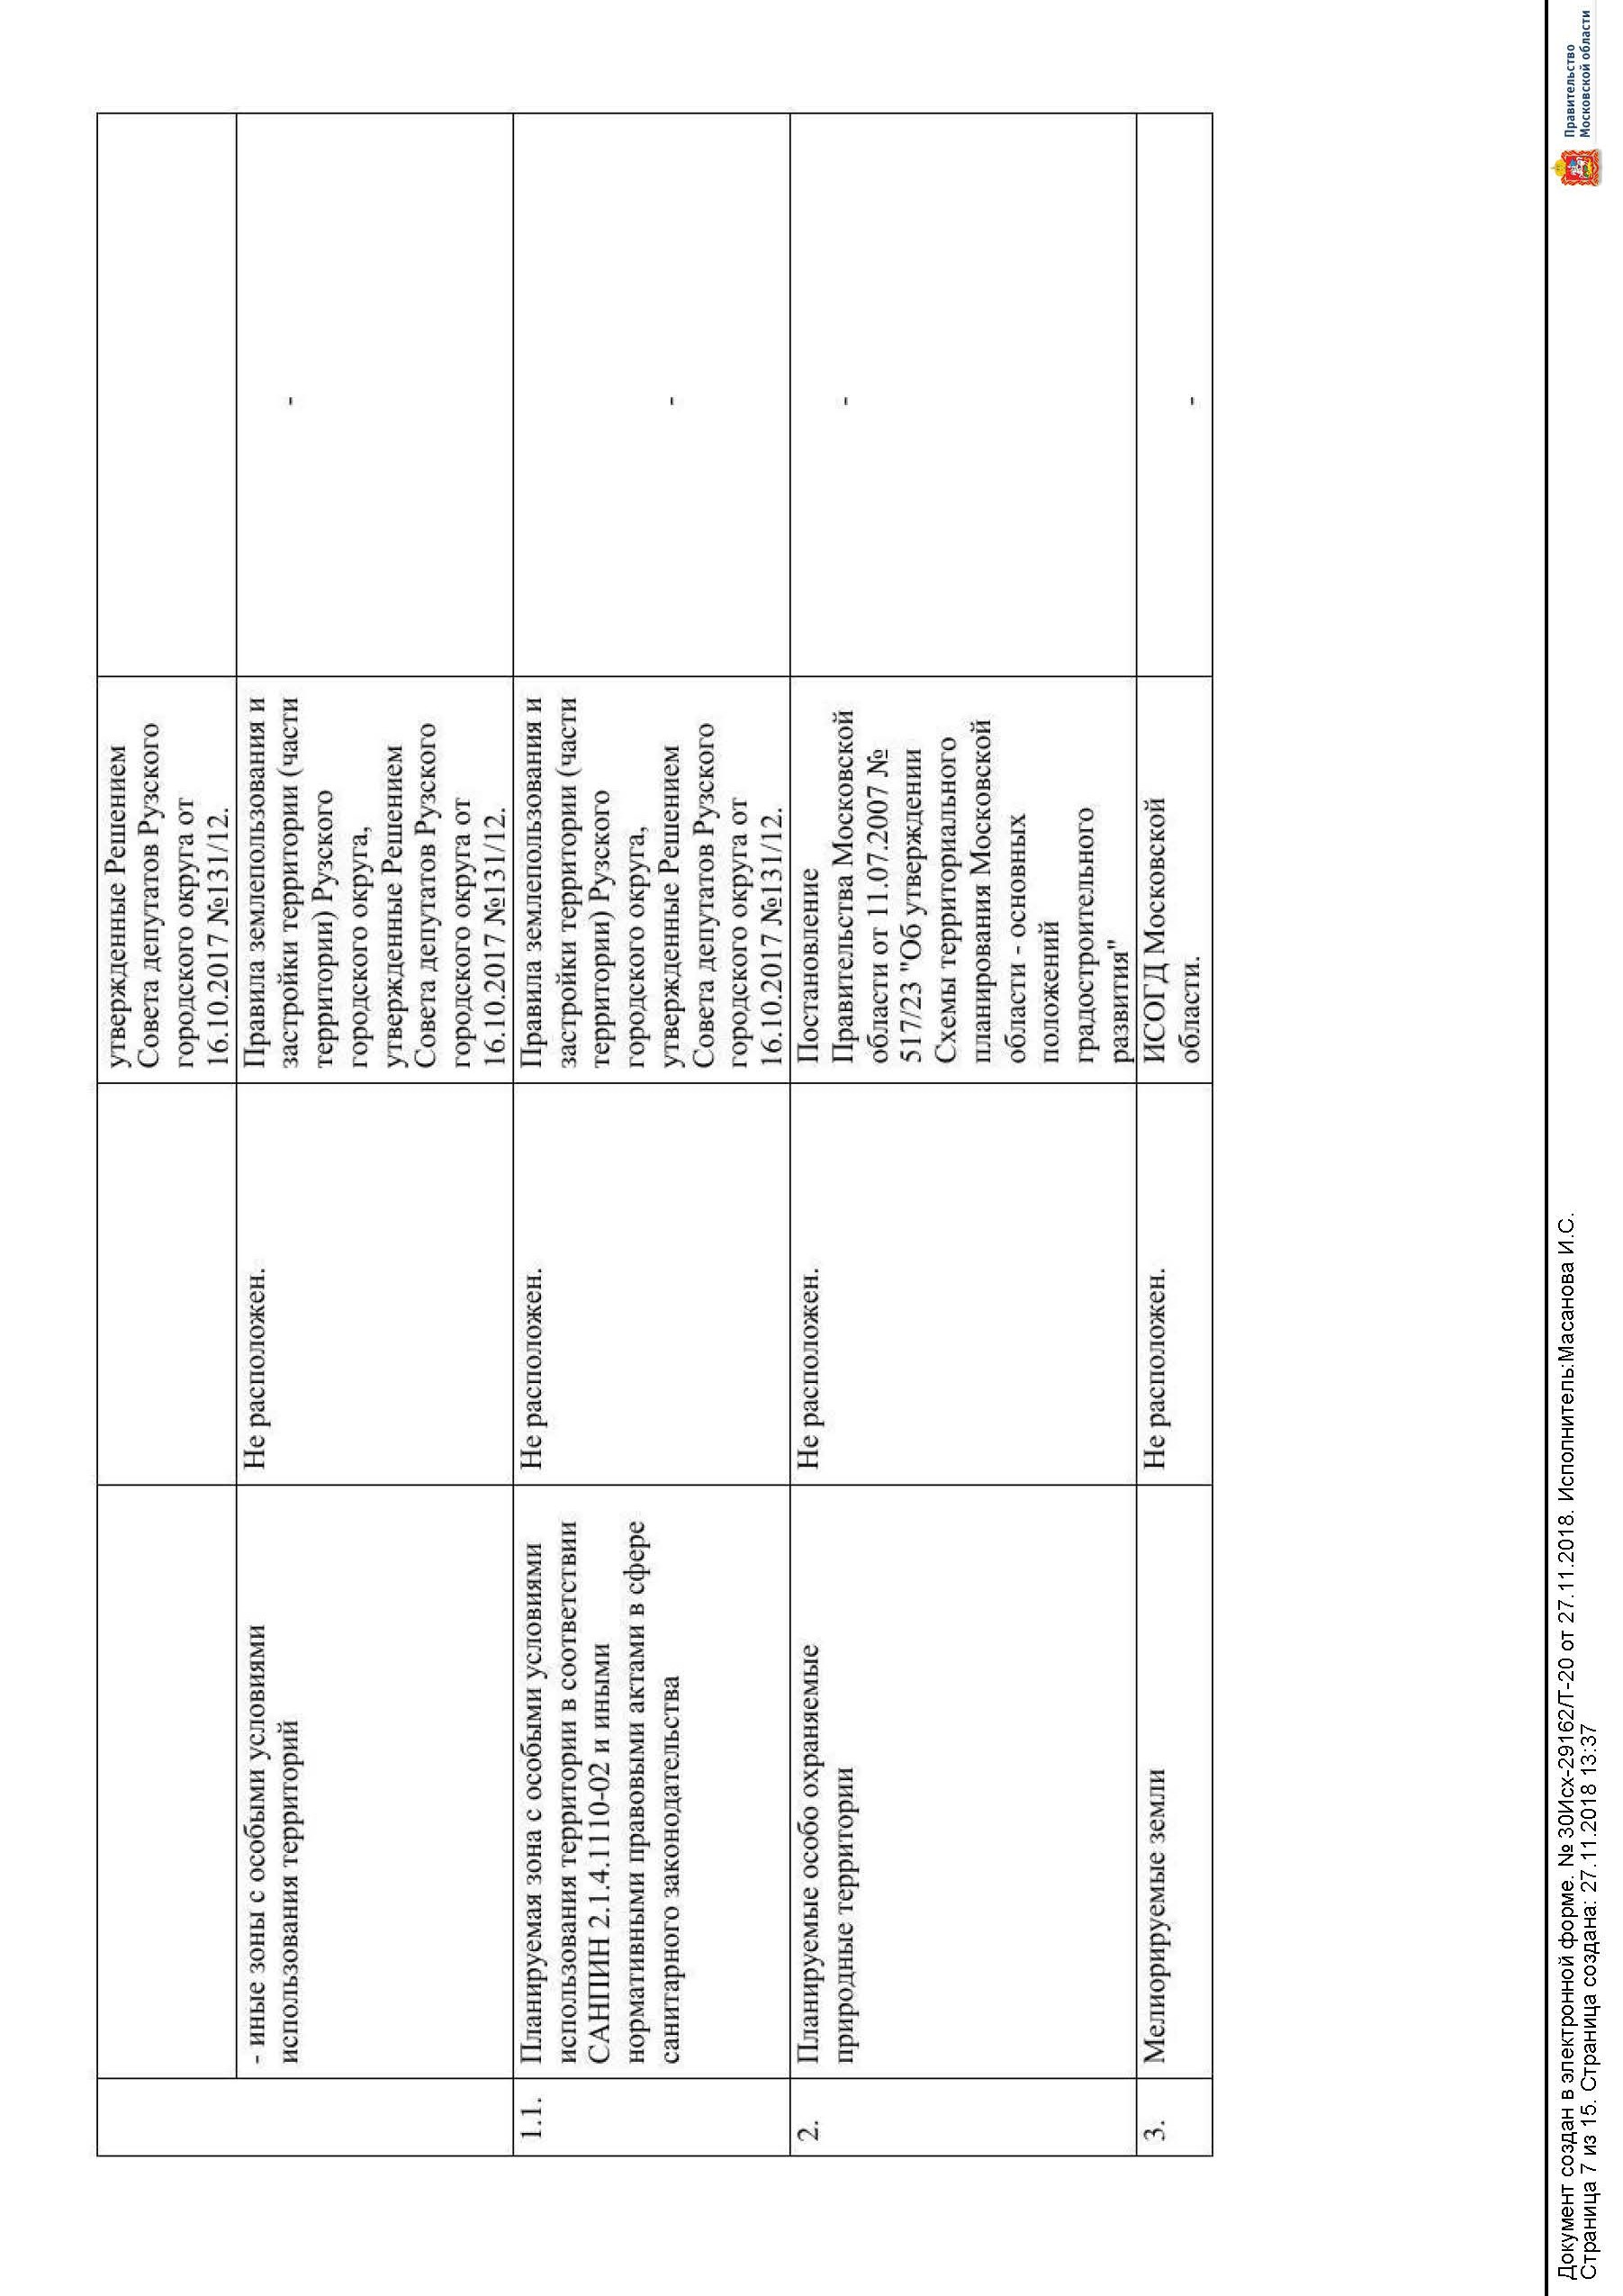 утвержденные Решением
Совета депутатов Рузского
городского округа от
16.10.2017 №131/12.
- иные зоны с особыми условиями
использования территорий
Не расположен.
Правила землепользования и
застройки территории (части
территории) Рузского
городского округа,
утвержденные Решением
Совета депутатов Рузского
городского округа от
16.10.2017 №131/12.
-
1.1.
Планируемая зона с особыми условиями
использования территории в соответствии
САНПИН 2.1.4.1110-02 и иными
нормативными правовыми актами в сфере
санитарного законодательства
Не расположен.
Правила землепользования и
застройки территории (части
территории) Рузского
городского округа,
утвержденные Решением
Совета депутатов Рузского
городского округа от
16.10.2017 №131/12.
-
2.
Планируемые особо охраняемые
природные территории
Не расположен.
Постановление
Правительства Московской
области от 11.07.2007 №
517/23 "Об утверждении
Схемы территориального
планирования Московской
области - основных
положений
градостроительного
развития"
-
3.
Мелиорируемые земли
Не расположен.
ИСОГД Московской
области.
-
Документ создан в электронной форме. № 30Исх-29162/Т-20 от 27.11.2018. Исполнитель:Масанова И.С.
Страница 7 из 15. Страница создана: 27.11.2018 13:37
Правительство
Московской области